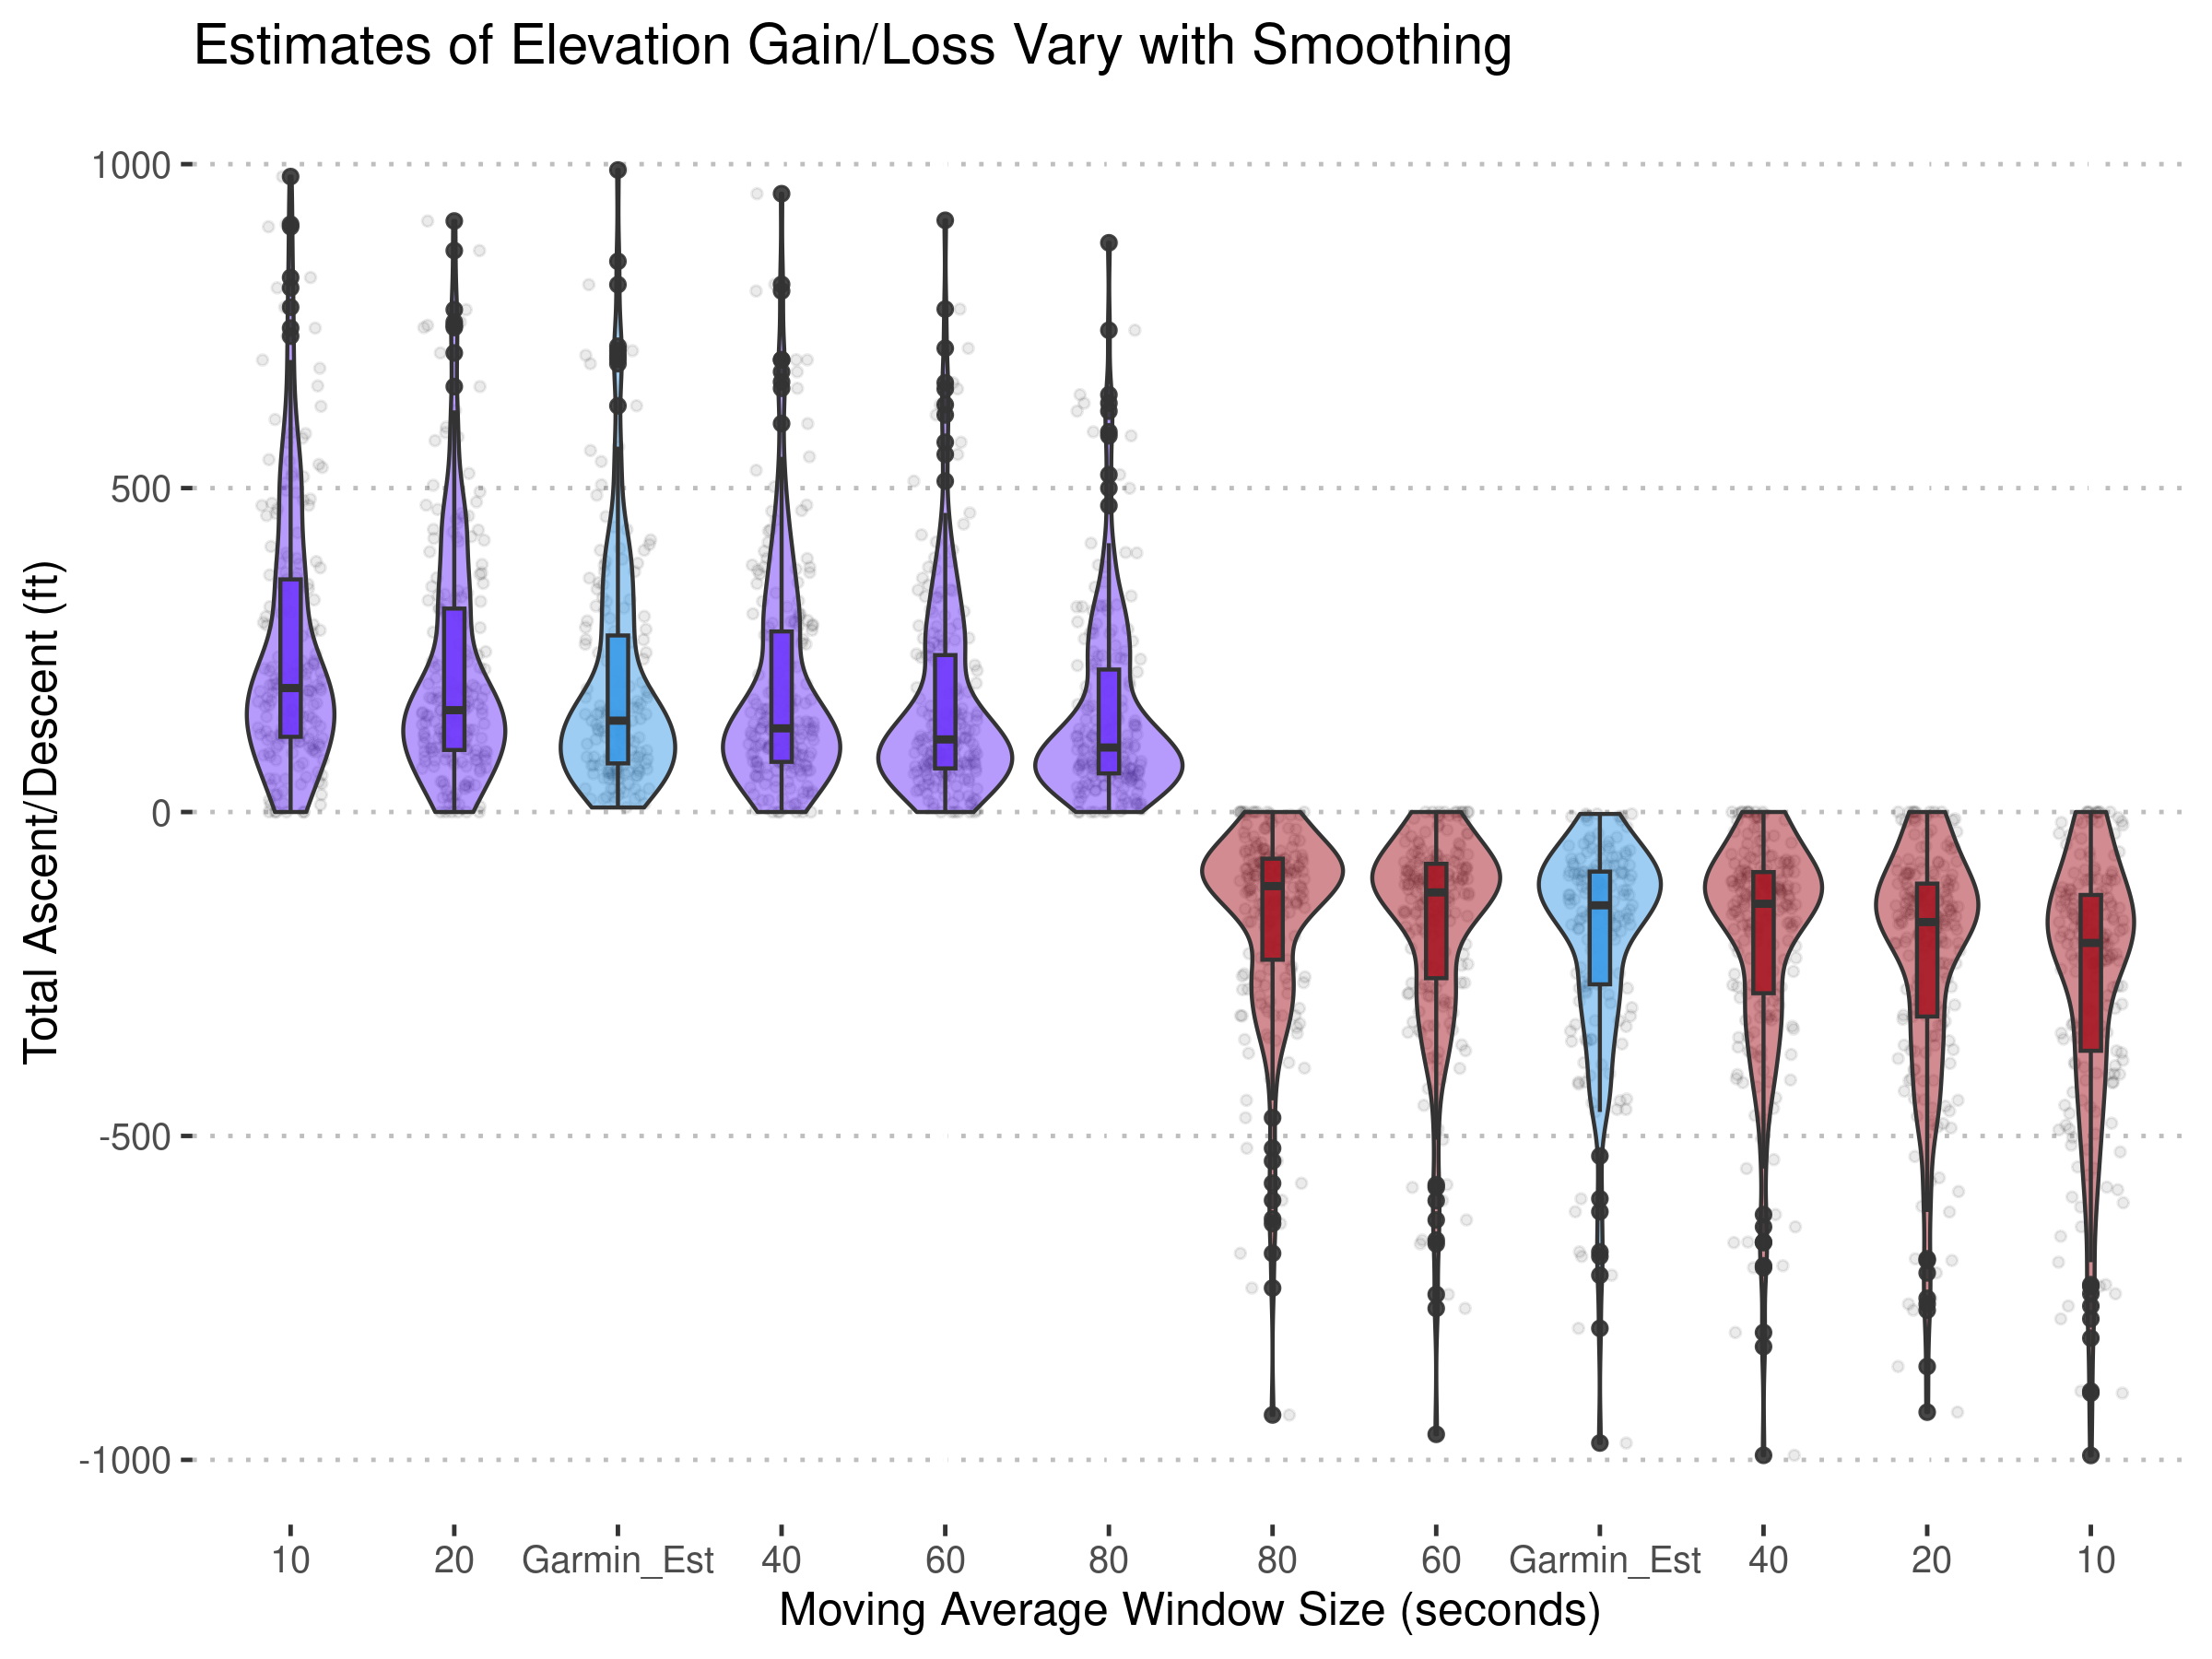 Estimates of Elevation Gain/Loss Vary with Smoothing
Total Ascent/Descent (ft)
1000
500
0
-500
-1000
10 20 Garmin_Est 40 60 80 80 60 Garmin_Est 40 20 10
Moving Average Window Size (seconds)